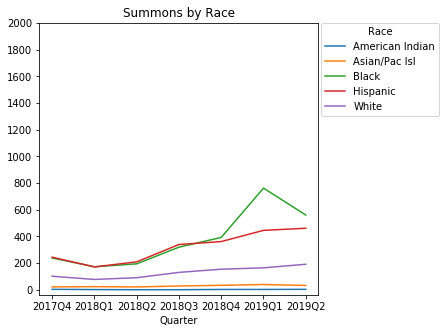 Summons by Race
2000
1800
1600
1400
1200
1000
800
600
400
200
0
2017Q4 2018Q1 2018Q2 2018Q3 2018Q4 2019Q1 2019Q2
Quarter
Race
American Indian
Asian/Pac Isl
Black
Hispanic
White